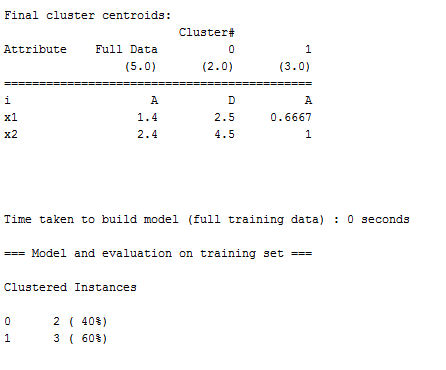 Final cluster centroids:
                          Cluster#
Attribute    Full Data          0          1
                 (5.0)      (2.0)      (3.0)
============================================
i                    A          D          A
x1                 1.4        2.5     0.6667
x2                 2.4        4.5          1
Time taken to build model (full training data) : 0 seconds
=== Model and evaluation on training set ===
Clustered Instances
0      2 ( 40%)
1      3 ( 60%)